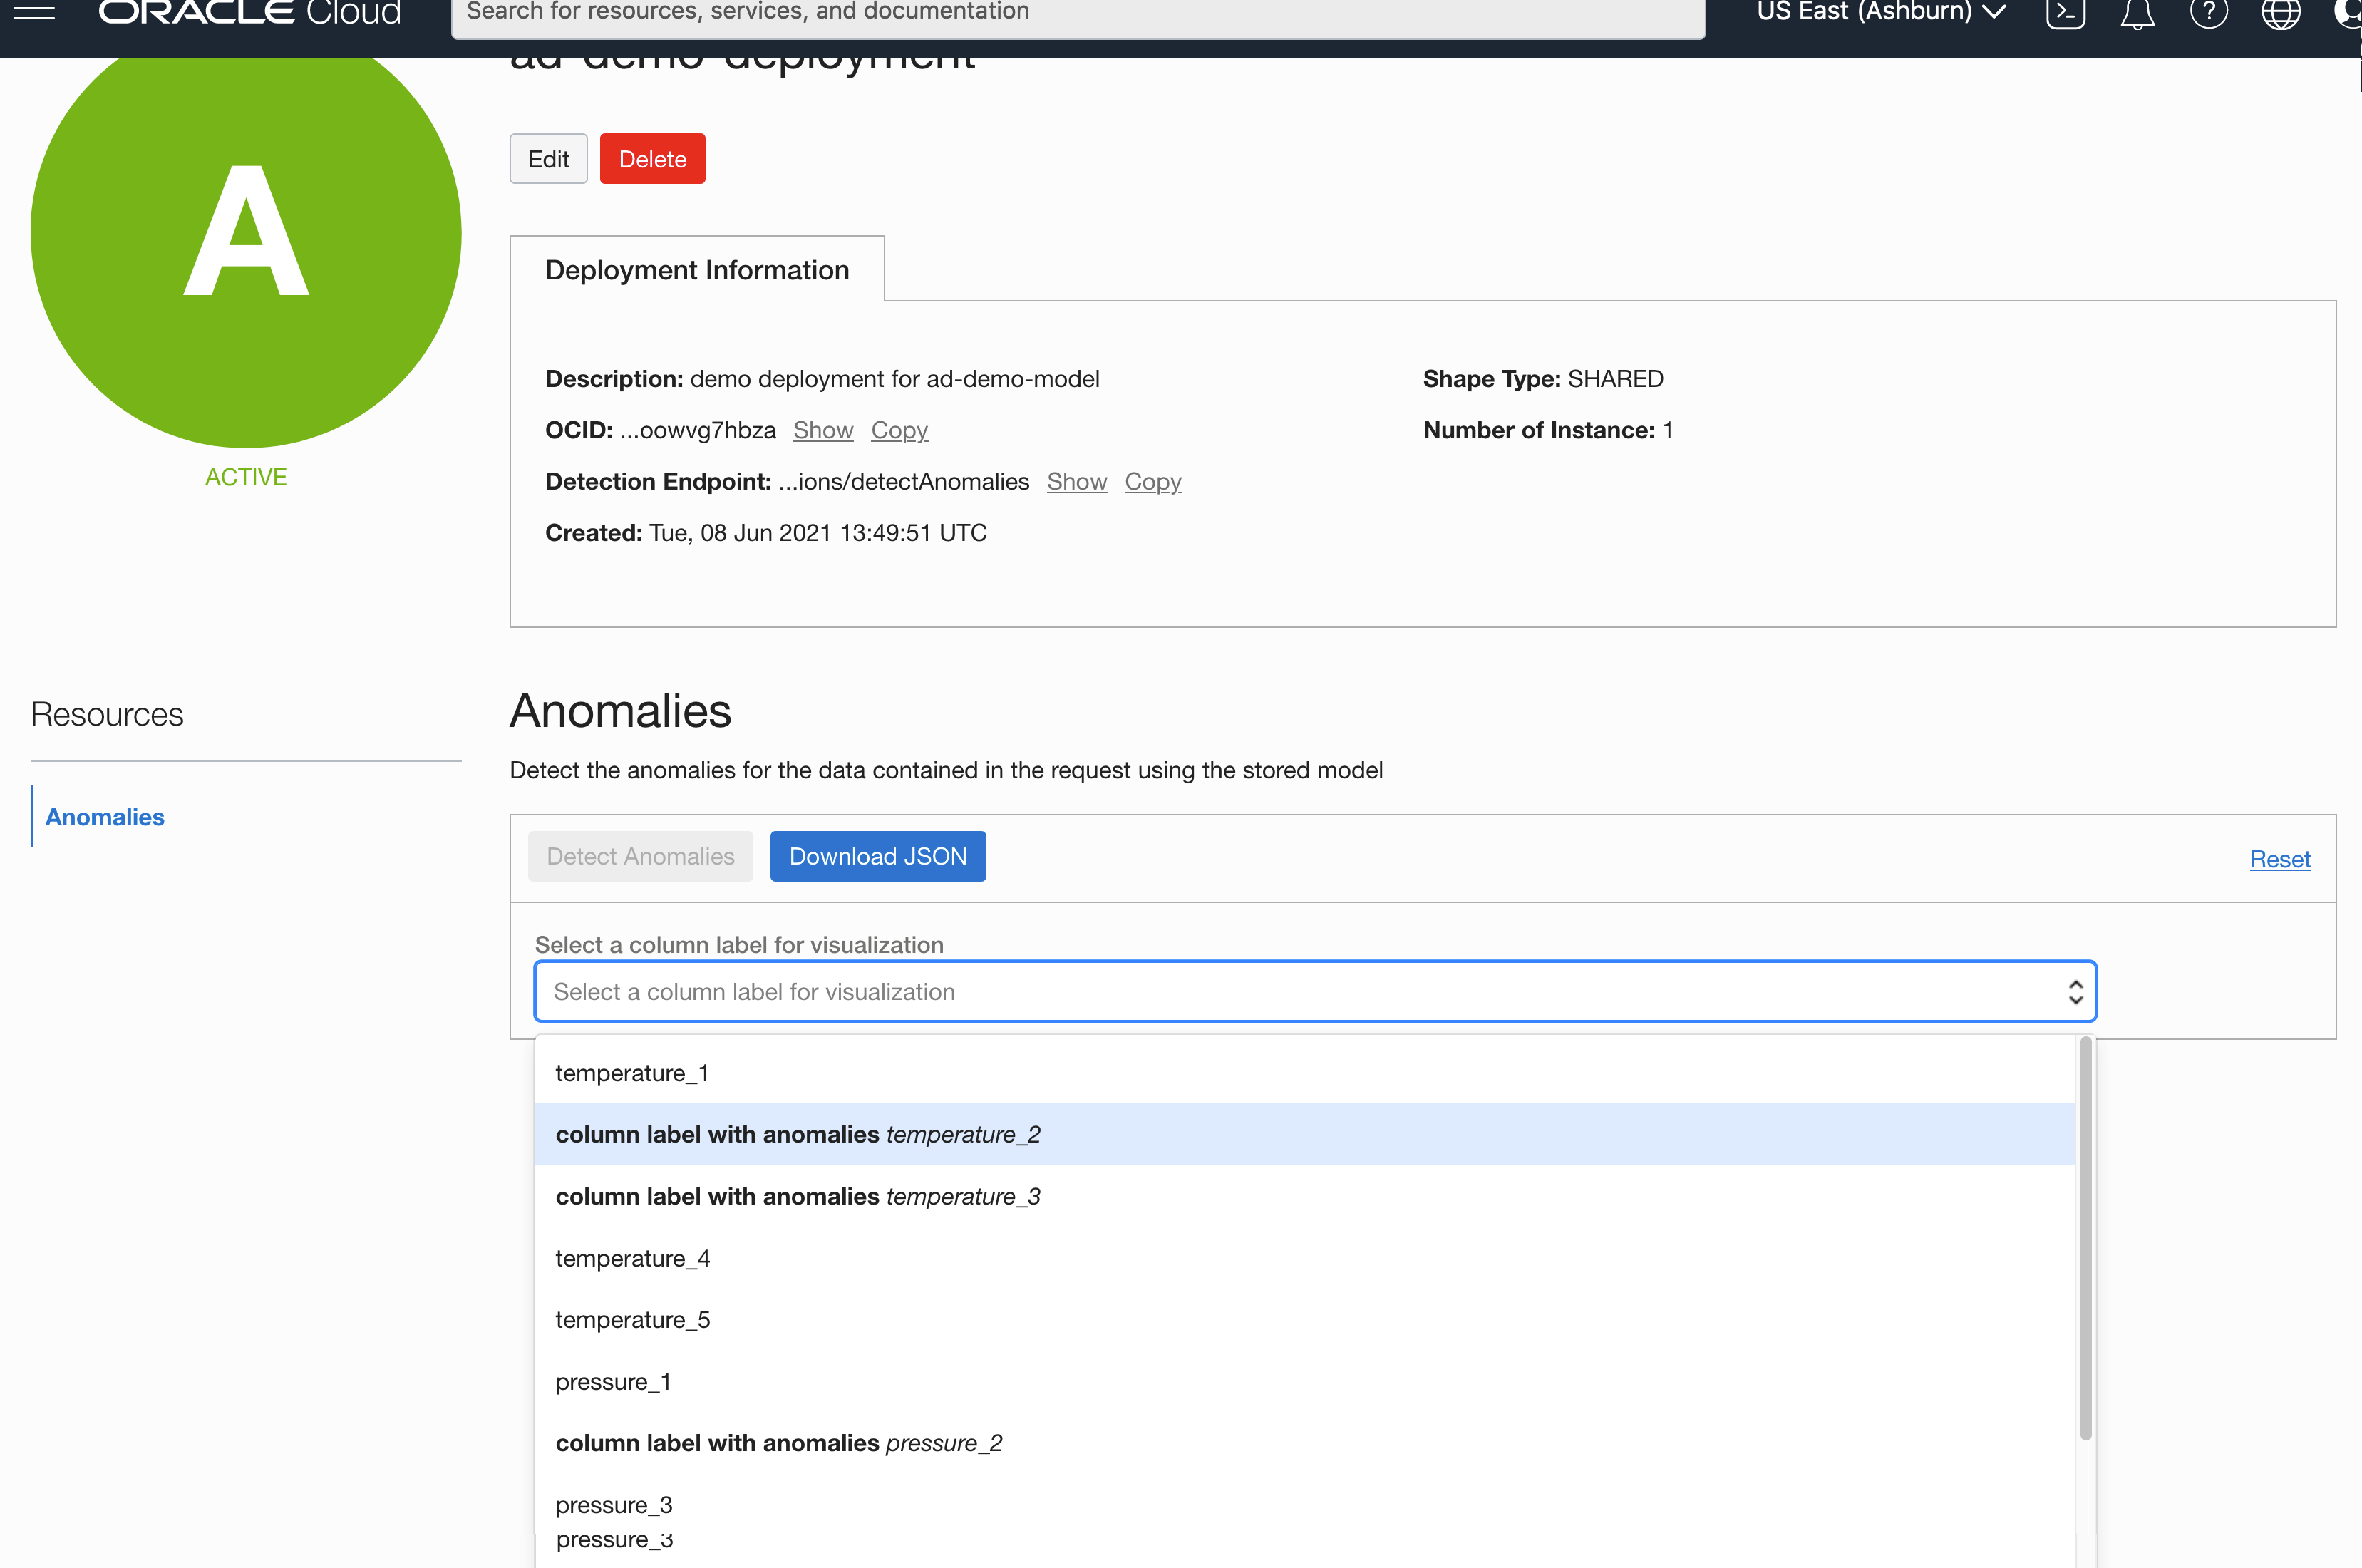 ORACLE Cloud
Search for resources, services, and documentation
US East (Ashburn)
ad-demo-deployment
A
ACTIVE
Edit
Delete
Deployment Information
Description: demo deployment for ad-demo-model
Shape Type: SHARED
OCID: ...oowvg7hbza Show Copy
Number of Instance: 1
Detection Endpoint: ...ions/detectAnomalies Show Copy
Created: Tue, 08 Jun 2021 13:49:51 UTC
Resources
Anomalies
Anomalies
Detect the anomalies for the data contained in the request using the stored model
Detect Anomalies
Download JSON
Reset
Select a column label for visualization
Select a column label for visualization
temperature_1
column label with anomalies temperature_2
column label with anomalies temperature_3
temperature_4
temperature_5
pressure_1
column label with anomalies pressure_2
pressure_3
pressure_3